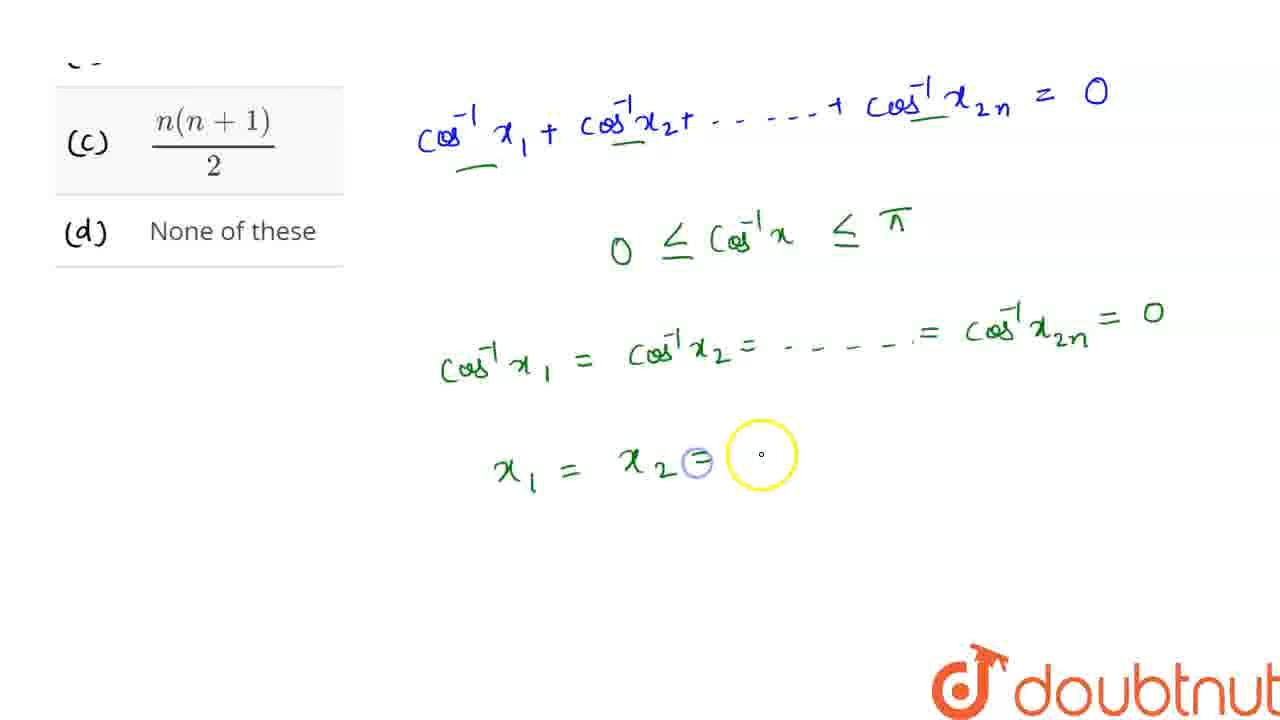 (c) n(n + 1) / 2
cos⁻¹ x₁ + cos⁻¹ x₂ + ------ + cos⁻¹ x₂ₙ = 0
(d) None of these
0 ≤ cos⁻¹ x ≤ π
cos⁻¹ x₁ = cos⁻¹ x₂ = - - - - - = cos⁻¹ x₂ₙ = 0
x₁ = x₂ =
doubtnut